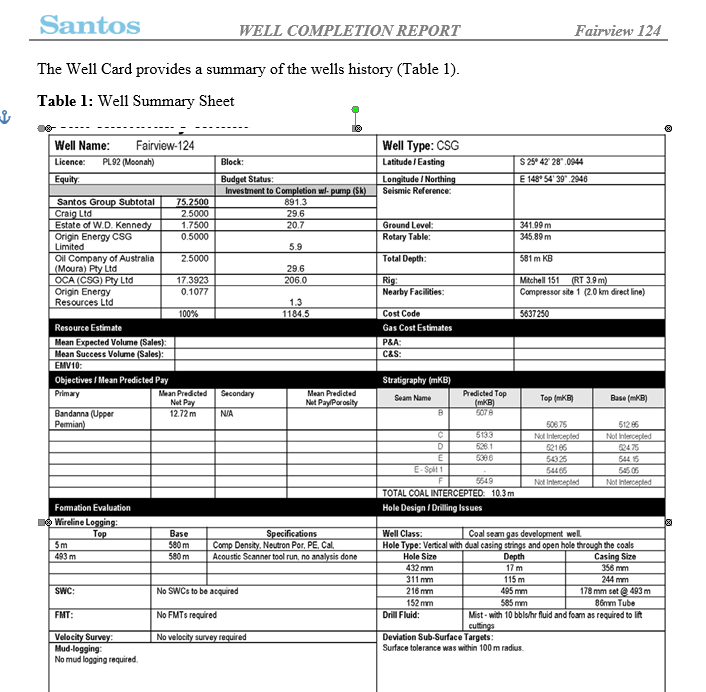 Santos WELL COMPLETION REPORT Fairview 124
The Well Card provides a summary of the wells history (Table 1).
Table 1: Well Summary Sheet
Well Name: Fairview-124 Well Type: CSG
Licence: PL92 (Moonah) Block: Latitude / Easting S 25° 42' 28" .0944
Equity: Budget Status: Longitude / Northing E 148° 54' 39" .2946
Investment to Completion w/- pump ($k) Seismic Reference:
Santos Group Subtotal 75.2500 891.3
Craig Ltd 2.5000 29.6
Estate of W.D. Kennedy 1.7500 20.7 Ground Level: 341.99 m
Origin Energy CSG Rotary Table: 345.89 m
Limited 0.5000 5.9
Oil Company of Australia 2.5000 Total Depth: 581 m KB
(Moura) Pty Ltd 29.6
OCA (CSG) Pty Ltd 17.3923 206.0 Rig: Mitchell 151 (RT 3.9 m)
Origin Energy 0.1077 Nearby Facilities: Compressor site 1 (2.0 km direct line)
Resources Ltd 1.3
100% 1184.5 Cost Code 5637250
Resource Estimate Gas Cost Estimates
Mean Expected Volume (Sales): P&A:
Mean Success Volume (Sales): C&S:
EMV10:
Objectives / Mean Predicted Pay Stratigraphy (mKB)
Primary Mean Predicted Net Pay Secondary Mean Predicted Net Pay/Porosity Seam Name Predicted Top (mKB) Top (mKB) Base (mKB)
Bandanna (Upper Permian) 12.72 m N/A B 507.8 506.75 512.85
C 513.3 Not Intercepted Not Intercepted
D 526.1 521.65 524.75
E 538.6 543.25 544.15
E - Split 1 - 544.65 545.05
F 554.9 Not Intercepted Not Intercepted
TOTAL COAL INTERCEPTED: 10.3 m
Formation Evaluation Hole Design / Drilling Issues
Wireline Logging:
Top Base Specifications Well Class: Coal seam gas development well.
5 m 580 m Comp Density, Neutron Por, PE, Cal, Hole Type: Vertical with dual casing strings and open hole through the coals
493 m 580 m Acoustic Scanner tool run, no analysis done Hole Size Depth Casing Size
432 mm 17 m 356 mm
311 mm 115 m 244 mm
SWC: No SWCs to be acquired 216 mm 495 mm 178 mm set @ 493 m
152 mm 585 mm 86mm Tube
FMT: No FMTs required Drill Fluid: Mist - with 10 bbls/hr fluid and foam as required to lift
cuttings
Velocity Survey: No velocity survey required Deviation Sub-Surface Targets:
Mud-logging: Surface tolerance was within 100 m radius.
No mud logging required.